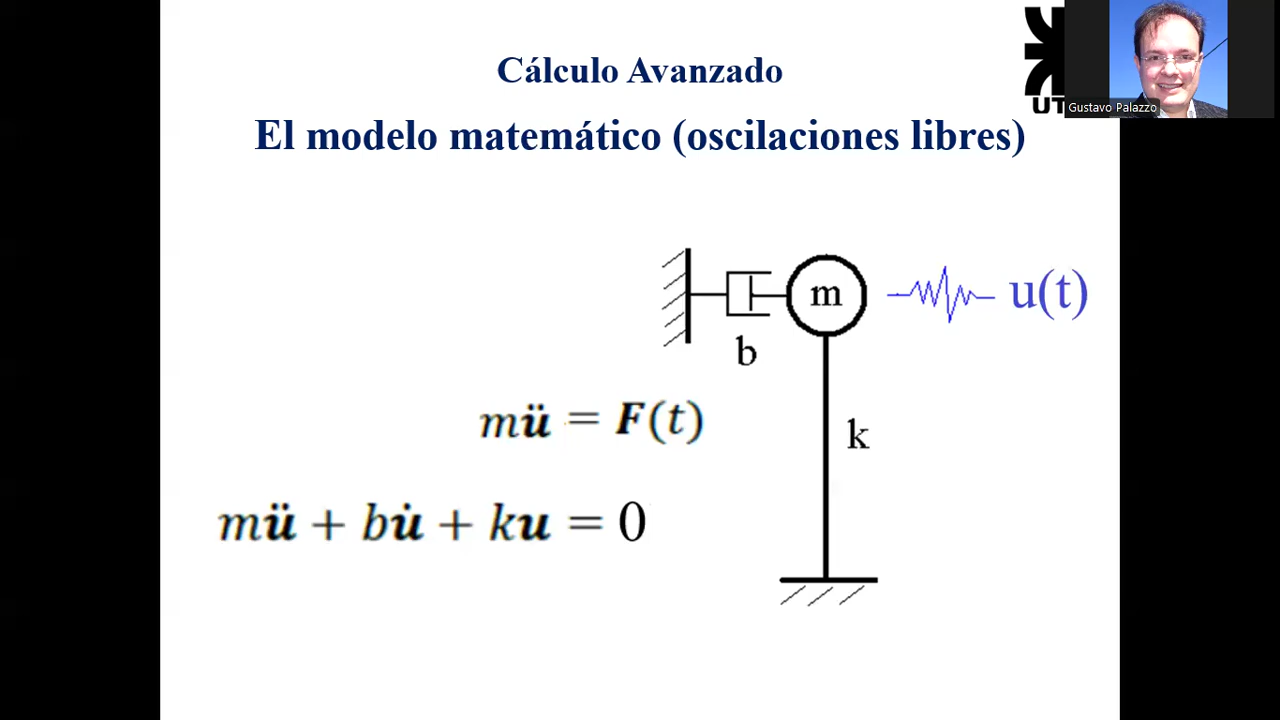 Cálculo Avanzado
El modelo matemático (oscilaciones libres)
UT
Gustavo Palazzo
m
u(t)
b
k
mü = F(t)
mü + bu̇ + ku = 0